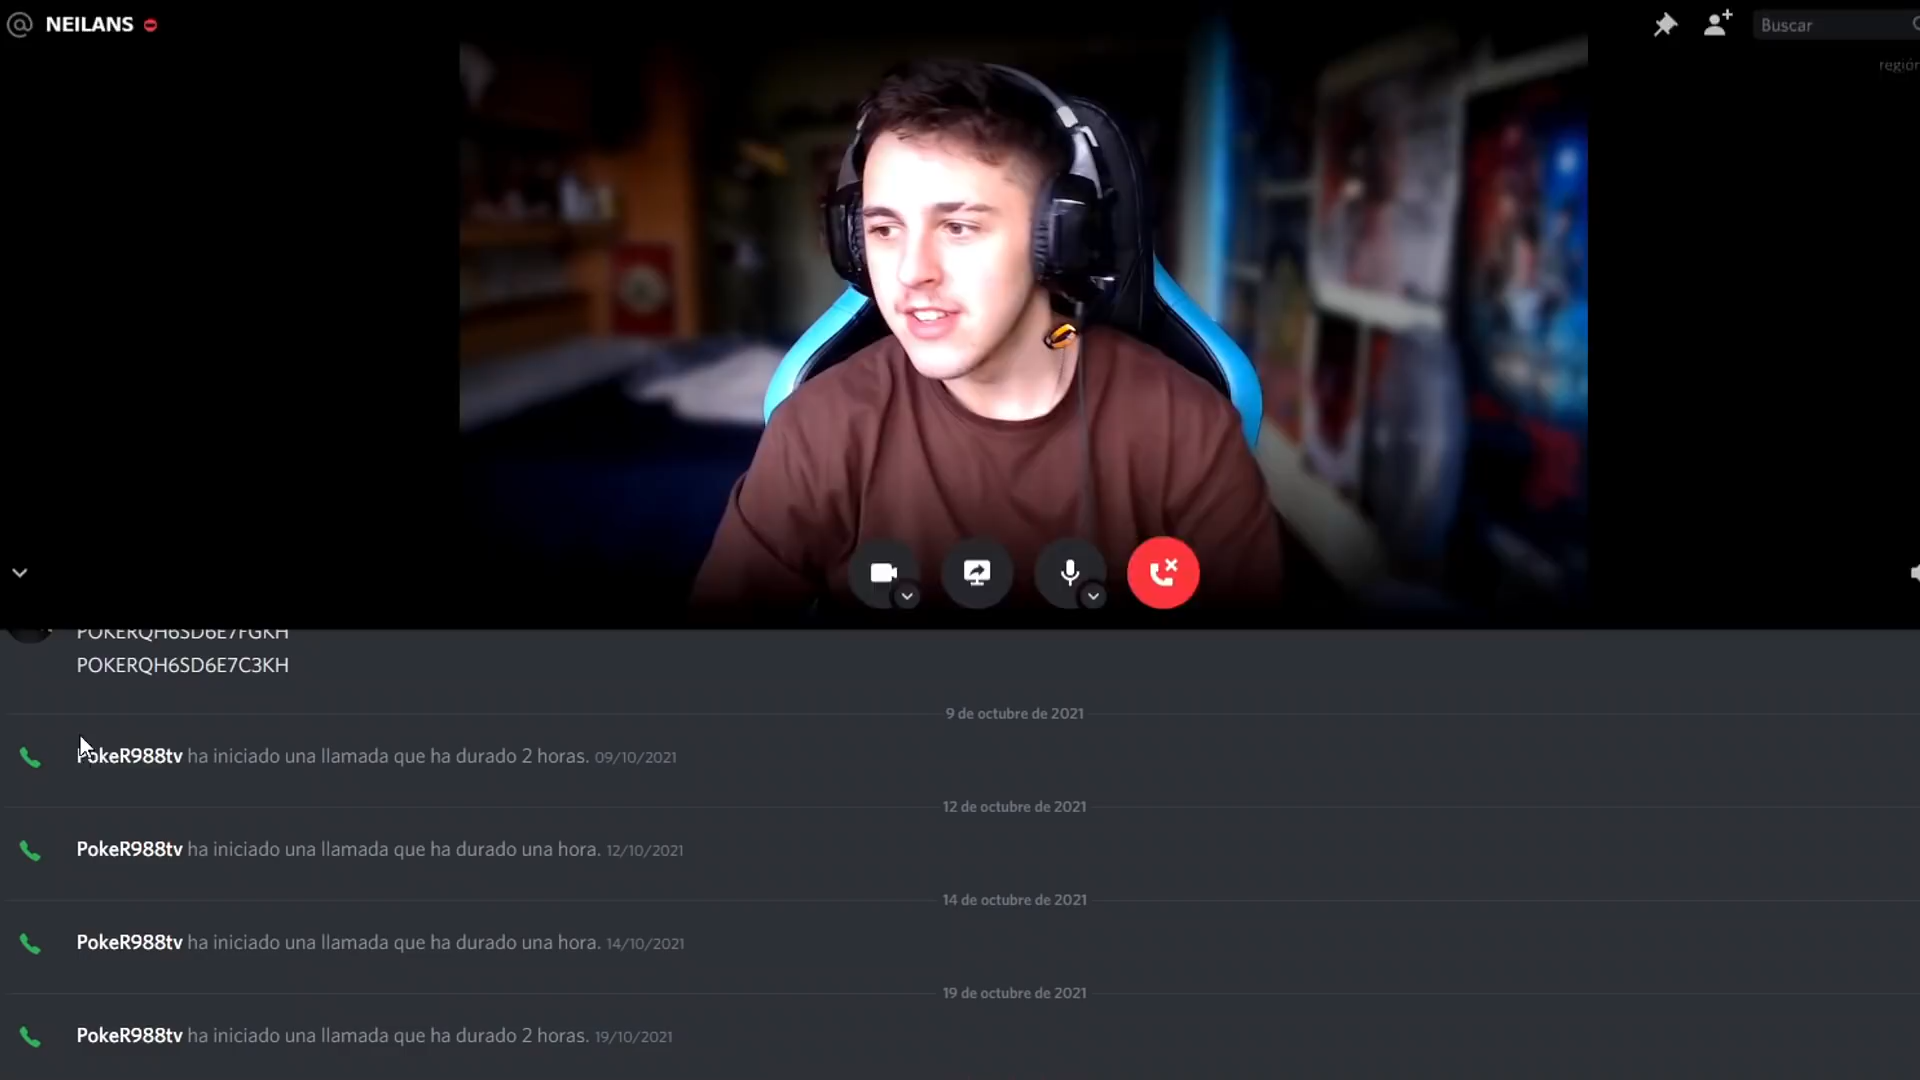 @ NEILANS
Buscar
región
POKERQH6SD6E7FGKH
POKERQH6SD6E7C3KH
9 de octubre de 2021
PokeR988tv ha iniciado una llamada que ha durado 2 horas. 09/10/2021
12 de octubre de 2021
PokeR988tv ha iniciado una llamada que ha durado una hora. 12/10/2021
14 de octubre de 2021
PokeR988tv ha iniciado una llamada que ha durado una hora. 14/10/2021
19 de octubre de 2021
PokeR988tv ha iniciado una llamada que ha durado 2 horas. 19/10/2021